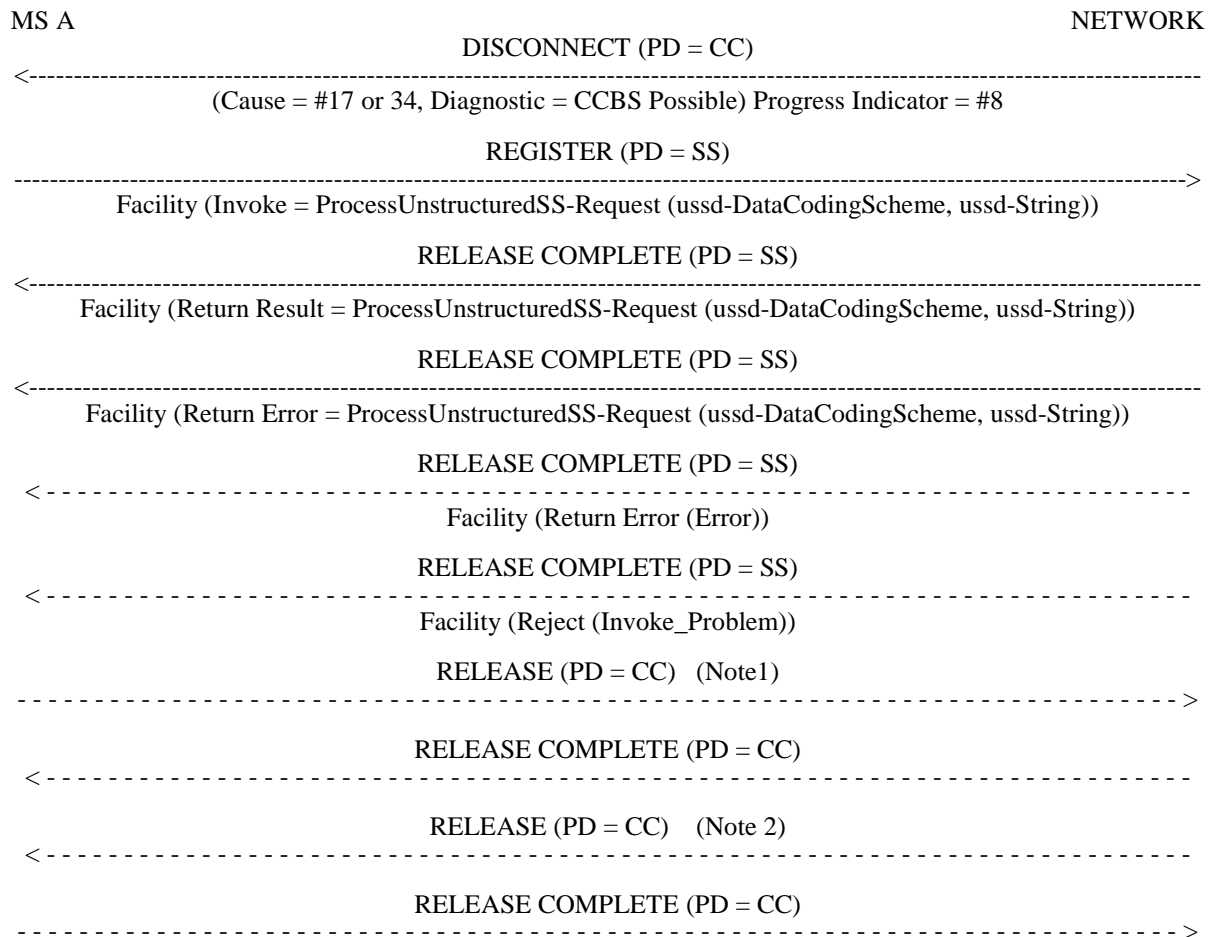 MS A NETWORK
DISCONNECT (PD = CC)
<------------------------------------------------------------------------------------------------------------------------------------
(Cause = #17 or 34, Diagnostic = CCBS Possible) Progress Indicator = #8
REGISTER (PD = SS)
------------------------------------------------------------------------------------------------------------------------------------>
Facility (Invoke = ProcessUnstructuredSS-Request (ussd-DataCodingScheme, ussd-String))
RELEASE COMPLETE (PD = SS)
<------------------------------------------------------------------------------------------------------------------------------------
Facility (Return Result = ProcessUnstructuredSS-Request (ussd-DataCodingScheme, ussd-String))
RELEASE COMPLETE (PD = SS)
<------------------------------------------------------------------------------------------------------------------------------------
Facility (Return Error = ProcessUnstructuredSS-Request (ussd-DataCodingScheme, ussd-String))
RELEASE COMPLETE (PD = SS)
< - - - - - - - - - - - - - - - - - - - - - - - - - - - - - - - - - - - - - - - - - - - - - - - - - - - - - - - - - - - - - - - - - - - - - - - - - -
Facility (Return Error (Error))
RELEASE COMPLETE (PD = SS)
< - - - - - - - - - - - - - - - - - - - - - - - - - - - - - - - - - - - - - - - - - - - - - - - - - - - - - - - - - - - - - - - - - - - - - - - - - -
Facility (Reject (Invoke_Problem))
RELEASE (PD = CC) (Note1)
- - - - - - - - - - - - - - - - - - - - - - - - - - - - - - - - - - - - - - - - - - - - - - - - - - - - - - - - - - - - - - - - - - - - - - - - - - >
RELEASE COMPLETE (PD = CC)
< - - - - - - - - - - - - - - - - - - - - - - - - - - - - - - - - - - - - - - - - - - - - - - - - - - - - - - - - - - - - - - - - - - - - - - - - - -
RELEASE (PD = CC) (Note 2)
< - - - - - - - - - - - - - - - - - - - - - - - - - - - - - - - - - - - - - - - - - - - - - - - - - - - - - - - - - - - - - - - - - - - - - - - - - -
RELEASE COMPLETE (PD = CC)
- - - - - - - - - - - - - - - - - - - - - - - - - - - - - - - - - - - - - - - - - - - - - - - - - - - - - - - - - - - - - - - - - - - - - - - - - - >